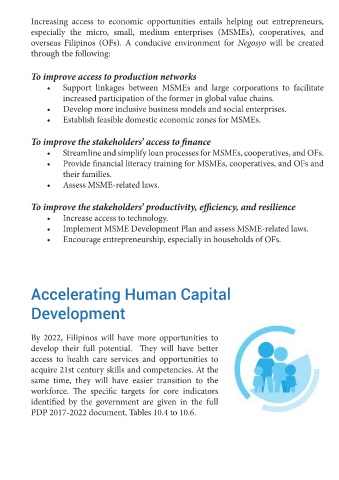 Increasing access to economic opportunities entails helping out entrepreneurs,
especially the micro, small, medium enterprises (MSMEs), cooperatives, and
overseas Filipinos (OFs). A conducive environment for Negosyo will be created
through the following:
To improve access to production networks
• Support linkages between MSMEs and large corporations to facilitate
increased participation of the former in global value chains.
• Develop more inclusive business models and social enterprises.
• Establish feasible domestic economic zones for MSMEs.
To improve the stakeholders' access to finance
• Streamline and simplify loan processes for MSMEs, cooperatives, and OFs.
• Provide financial literacy training for MSMEs, cooperatives, and OFs and
their families.
• Assess MSME-related laws.
To improve the stakeholders' productivity, efficiency, and resilience
• Increase access to technology.
• Implement MSME Development Plan and assess MSME-related laws.
• Encourage entrepreneurship, especially in households of OFs.
Accelerating Human Capital
Development
By 2022, Filipinos will have more opportunities to
develop their full potential. They will have better
access to health care services and opportunities to
acquire 21st century skills and competencies. At the
same time, they will have easier transition to the
workforce. The specific targets for core indicators
identified by the government are given in the full
PDP 2017-2022 document, Tables 10.4 to 10.6.